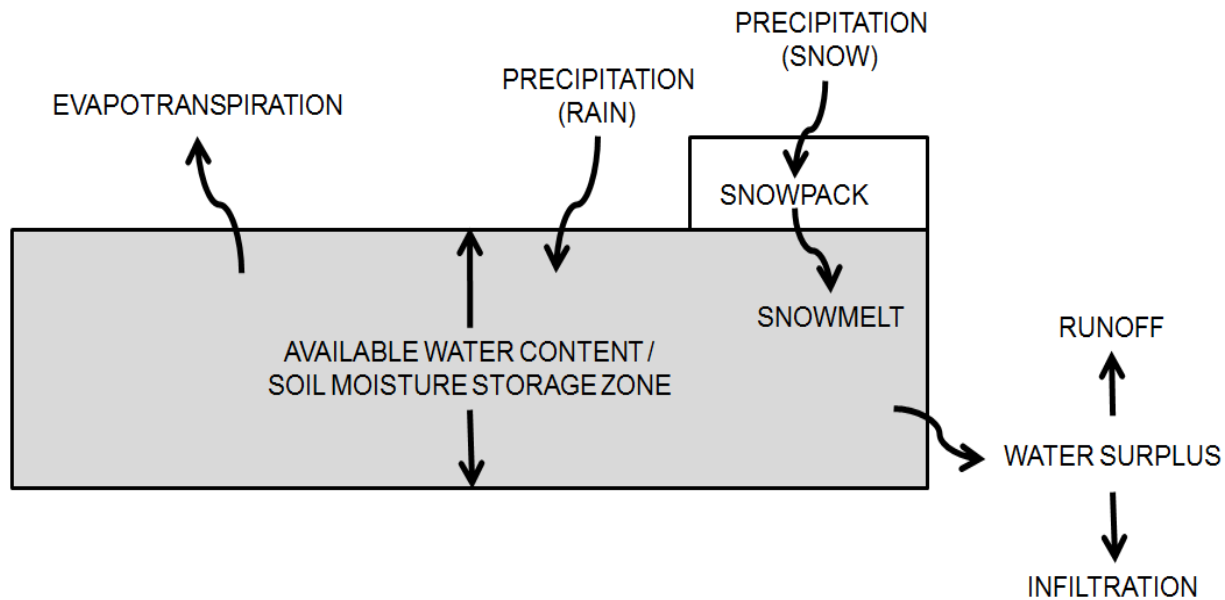 PRECIPITATION
(SNOW)
PRECIPITATION
(RAIN)
EVAPOTRANSPIRATION
SNOWPACK
SNOWMELT
AVAILABLE WATER CONTENT /
SOIL MOISTURE STORAGE ZONE
RUNOFF
WATER SURPLUS
INFILTRATION